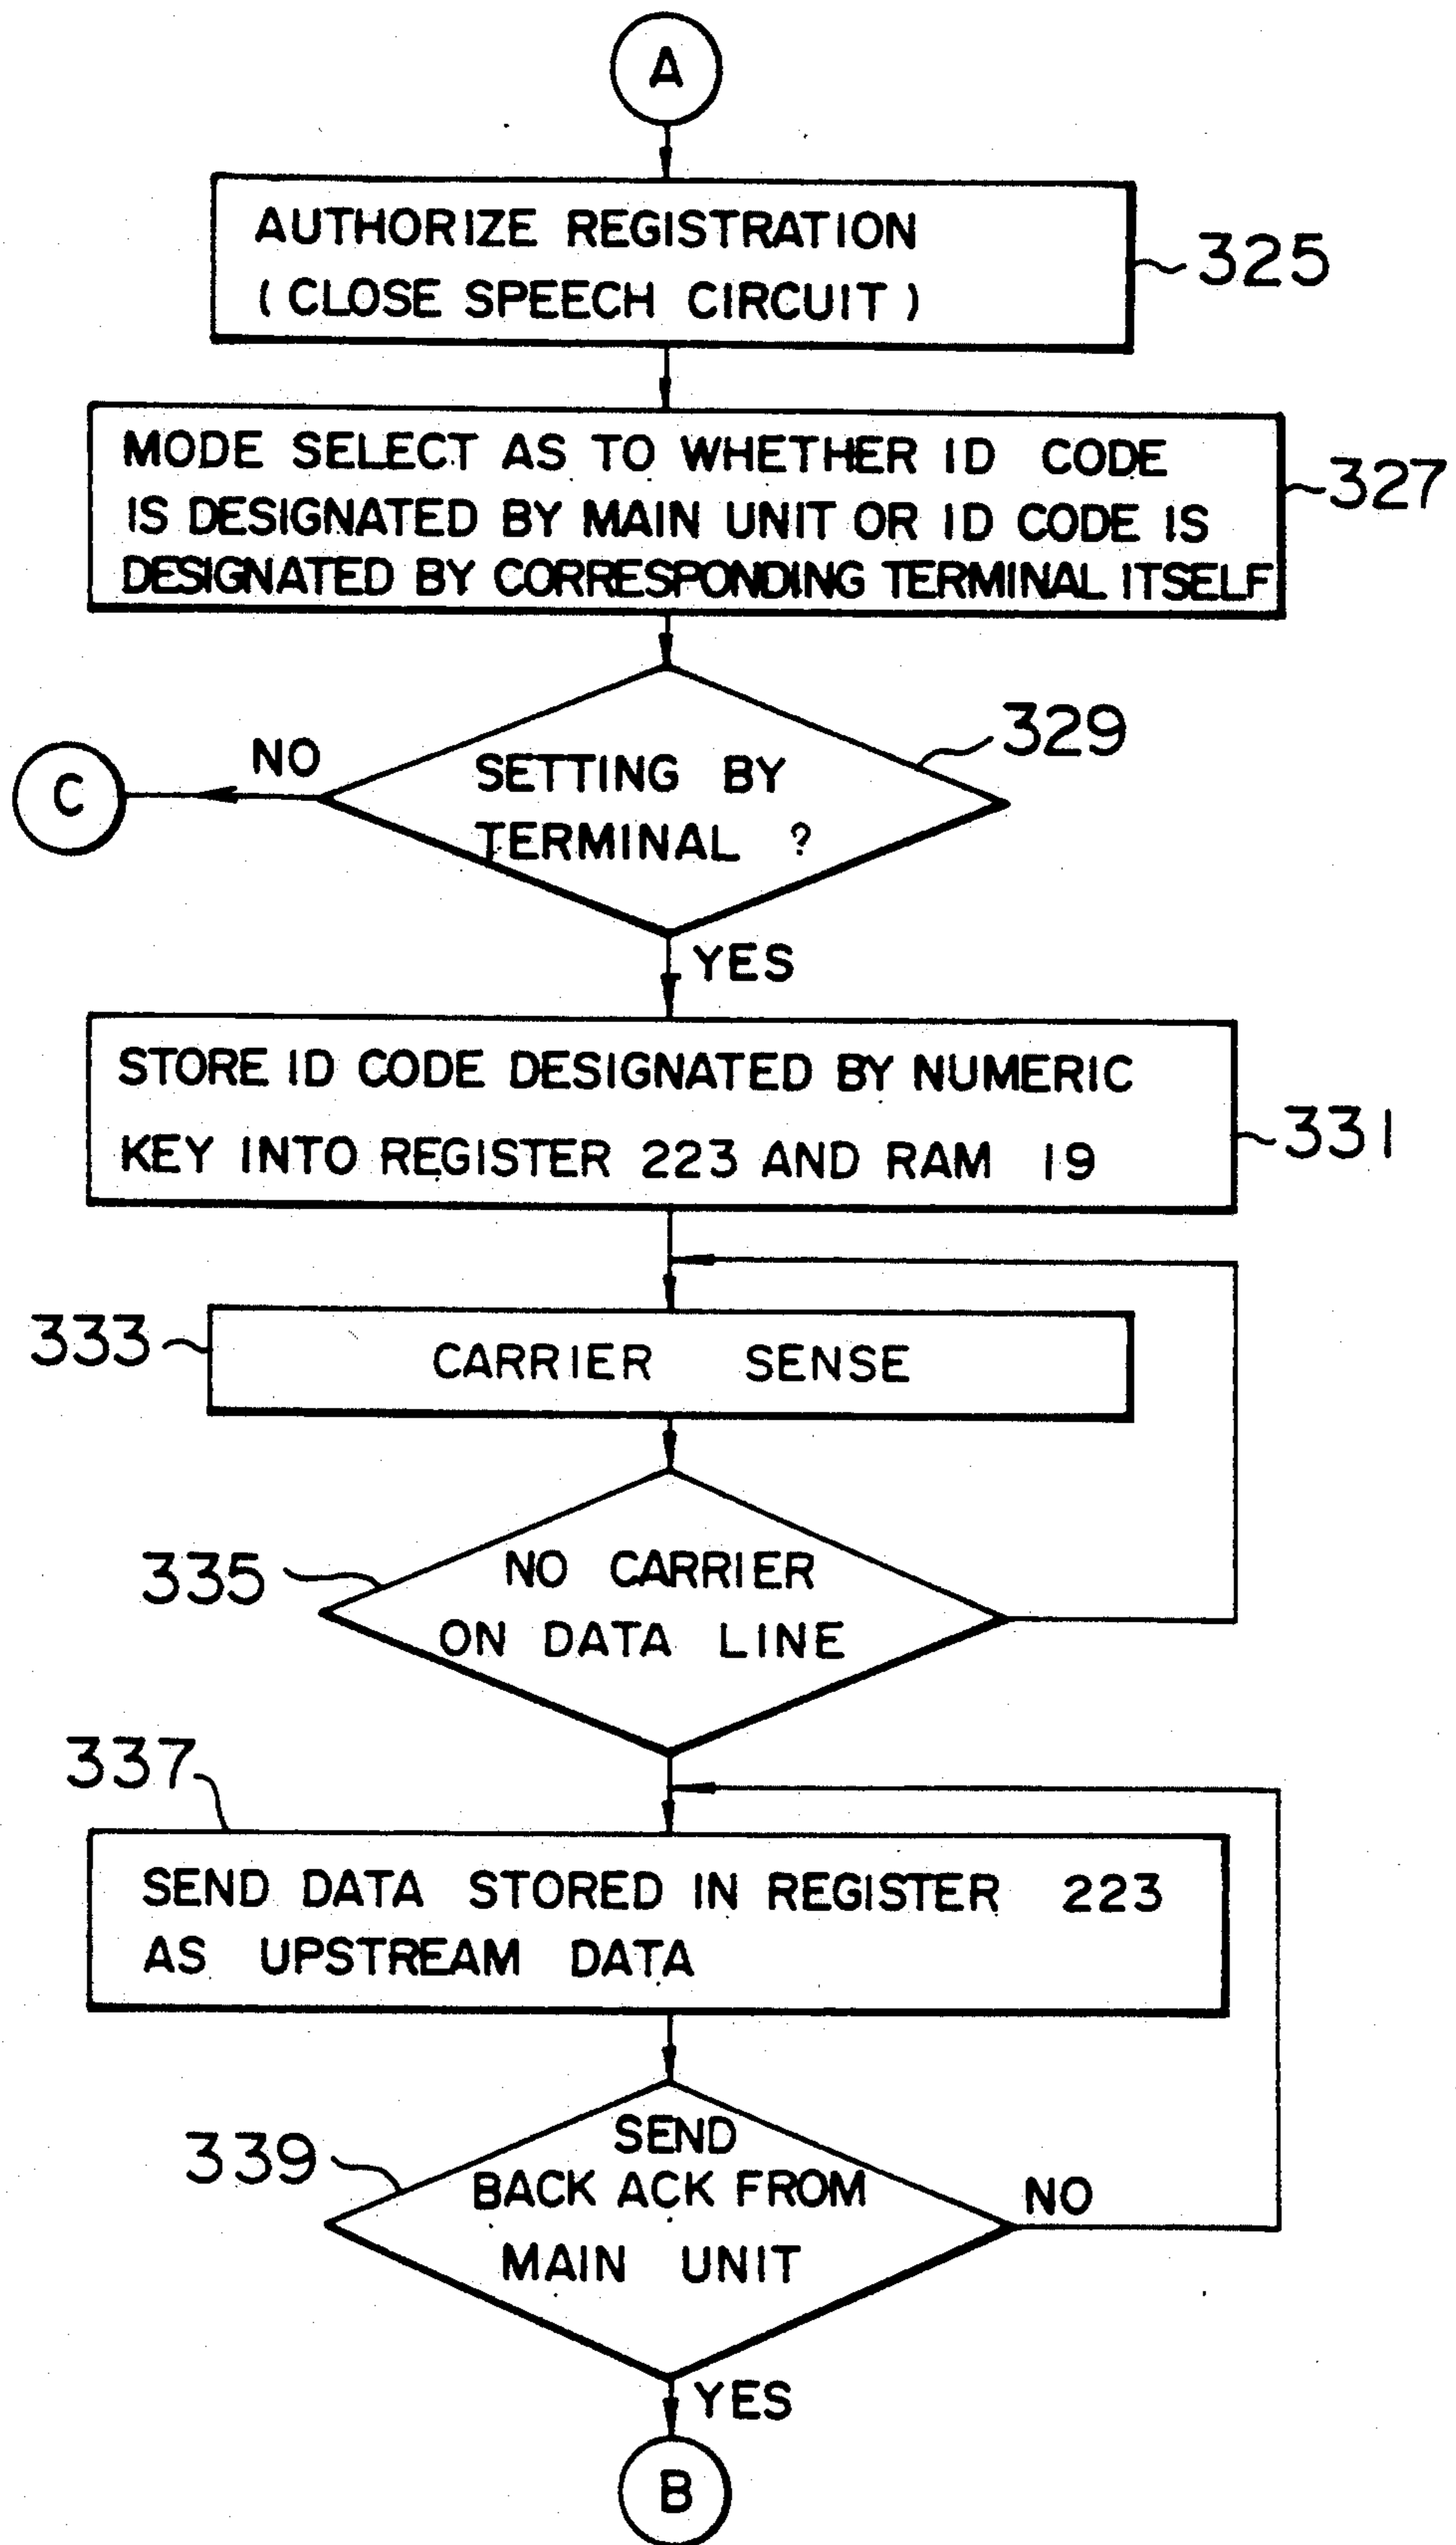 A
AUTHORIZE REGISTRATION
(CLOSE SPEECH CIRCUIT)
325
MODE SELECT AS TO WHETHER ID CODE
IS DESIGNATED BY MAIN UNIT OR ID CODE IS
DESIGNATED BY CORRESPONDING TERMINAL ITSELF
327
329
NO
C
SETTING BY
TERMINAL ?
YES
STORE ID CODE DESIGNATED BY NUMERIC
KEY INTO REGISTER 223 AND RAM 19
331
333
CARRIER SENSE
335
NO CARRIER
ON DATA LINE
337
SEND DATA STORED IN REGISTER 223
AS UPSTREAM DATA
339
SEND
BACK ACK FROM
MAIN UNIT
NO
YES
B